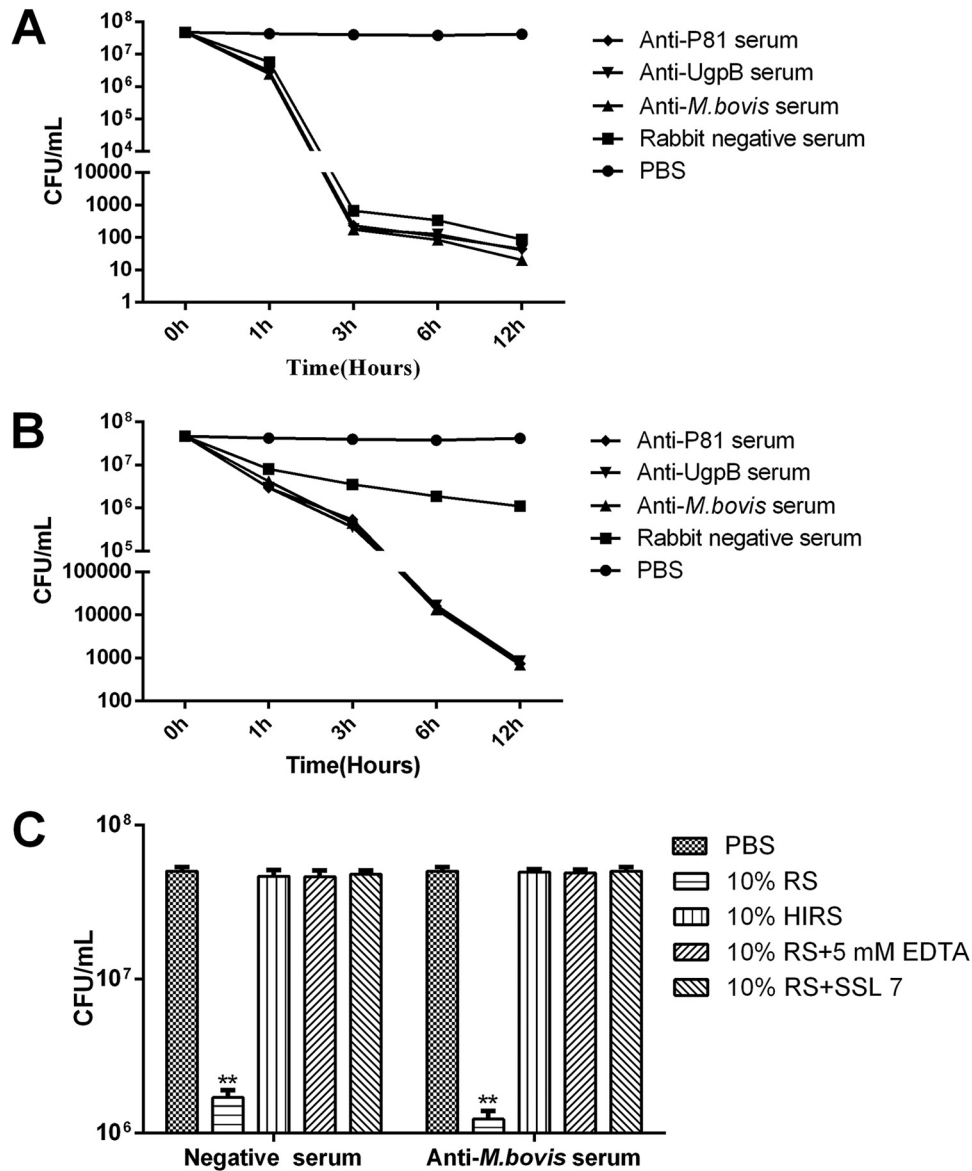 A
10⁸
10⁷
10⁶
10⁵
10⁴
10000
1000
100
10
1
CFU/mL
0h
1h
3h
6h
12h
Time(Hours)
Anti-P81 serum
Anti-UgpB serum
Anti-M.bovis serum
Rabbit negative serum
PBS
B
10⁸
10⁷
10⁶
10⁵
100000
10000
1000
100
CFU/mL
0h
1h
3h
6h
12h
Time(Hours)
Anti-P81 serum
Anti-UgpB serum
Anti-M.bovis serum
Rabbit negative serum
PBS
C
10⁸
10⁷
10⁶
CFU/mL
**
**
Negative serum
Anti-M.bovis serum
PBS
10% RS
10% HIRS
10% RS+5 mM EDTA
10% RS+SSL 7